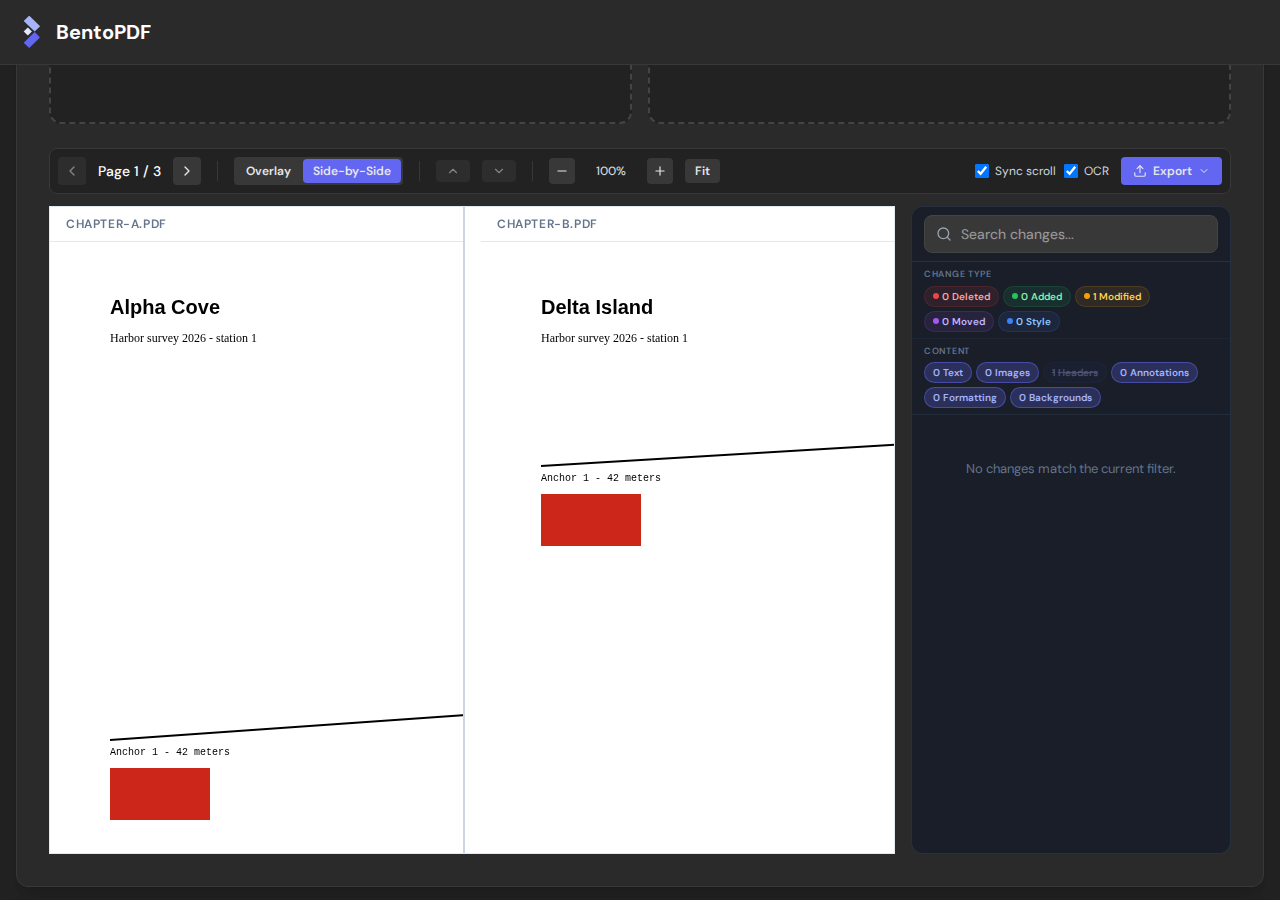 BentoPDF
Page 1 / 3
Overlay
Side-by-Side
100%
Fit
Sync scroll
OCR
Export
CHAPTER-A.PDF
Alpha Cove
Harbor survey 2026 - station 1
Anchor 1 - 42 meters
CHAPTER-B.PDF
Delta Island
Harbor survey 2026 - station 1
Anchor 1 - 42 meters
Search changes...
CHANGE TYPE
0 Deleted
0 Added
1 Modified
0 Moved
0 Style
CONTENT
0 Text
0 Images
1 Headers
0 Annotations
0 Formatting
0 Backgrounds
No changes match the current filter.